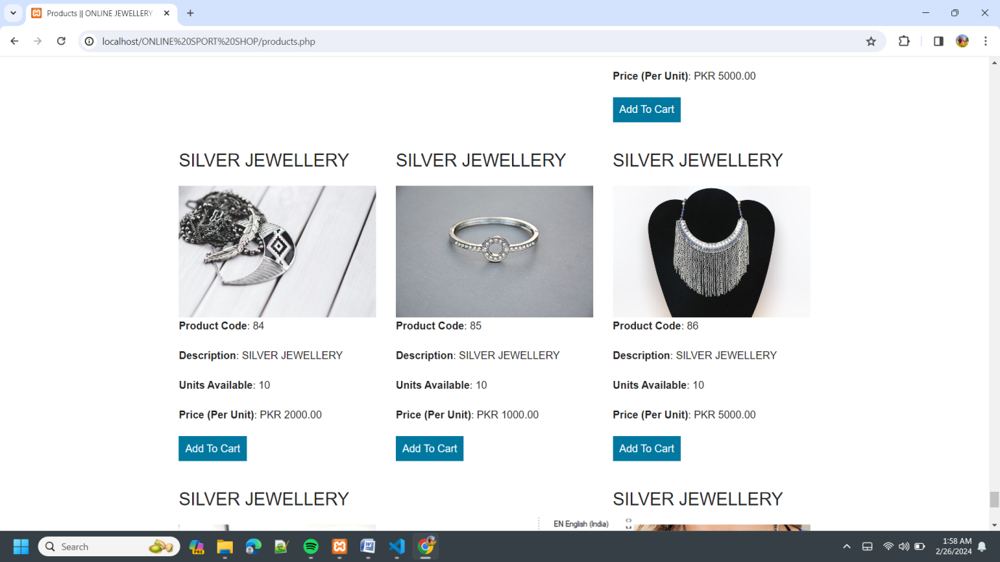 Products || ONLINE JEWELLERY
localhost/ONLINE%20SPORT%20SHOP/products.php
Price (Per Unit): PKR 5000.00
Add To Cart
SILVER JEWELLERY SILVER JEWELLERY SILVER JEWELLERY
Product Code: 84 Product Code: 85 Product Code: 86
Description: SILVER JEWELLERY Description: SILVER JEWELLERY Description: SILVER JEWELLERY
Units Available: 10 Units Available: 10 Units Available: 10
Price (Per Unit): PKR 2000.00 Price (Per Unit): PKR 1000.00 Price (Per Unit): PKR 5000.00
Add To Cart Add To Cart Add To Cart
SILVER JEWELLERY SILVER JEWELLERY
EN English (India)
Search PRE 1:58 AM
2/26/2024